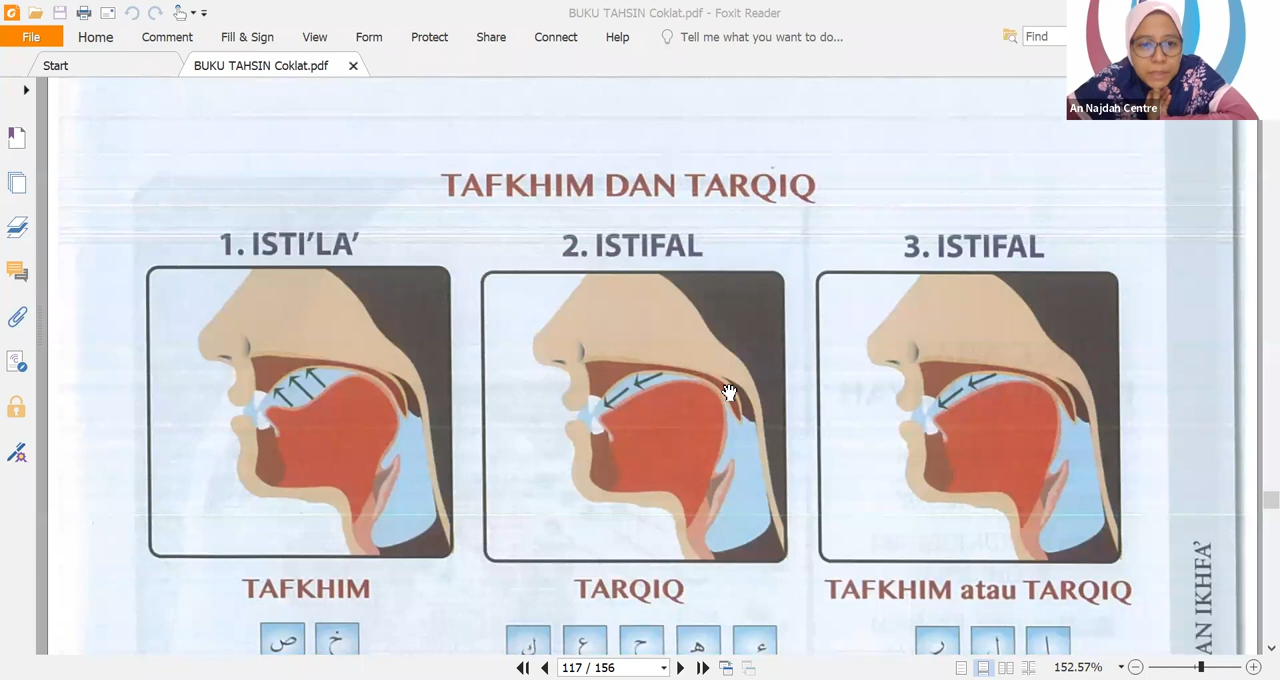 BUKU TAHSIN Coklat.pdf - Foxit Reader
File Home Comment Fill & Sign View Form Protect Share Connect Help Tell me what you want to do... Find
Start BUKU TAHSIN Coklat.pdf
An Najdah Centre
TAFKHIM DAN TARQIQ
1. ISTI'LA' 2. ISTIFAL 3. ISTIFAL
TAFKHIM TARQIQ TAFKHIM atau TARQIQ
ص خ ك ع ح ه ء ر ل ا
AN IKHFA'
117 / 156 152.57%